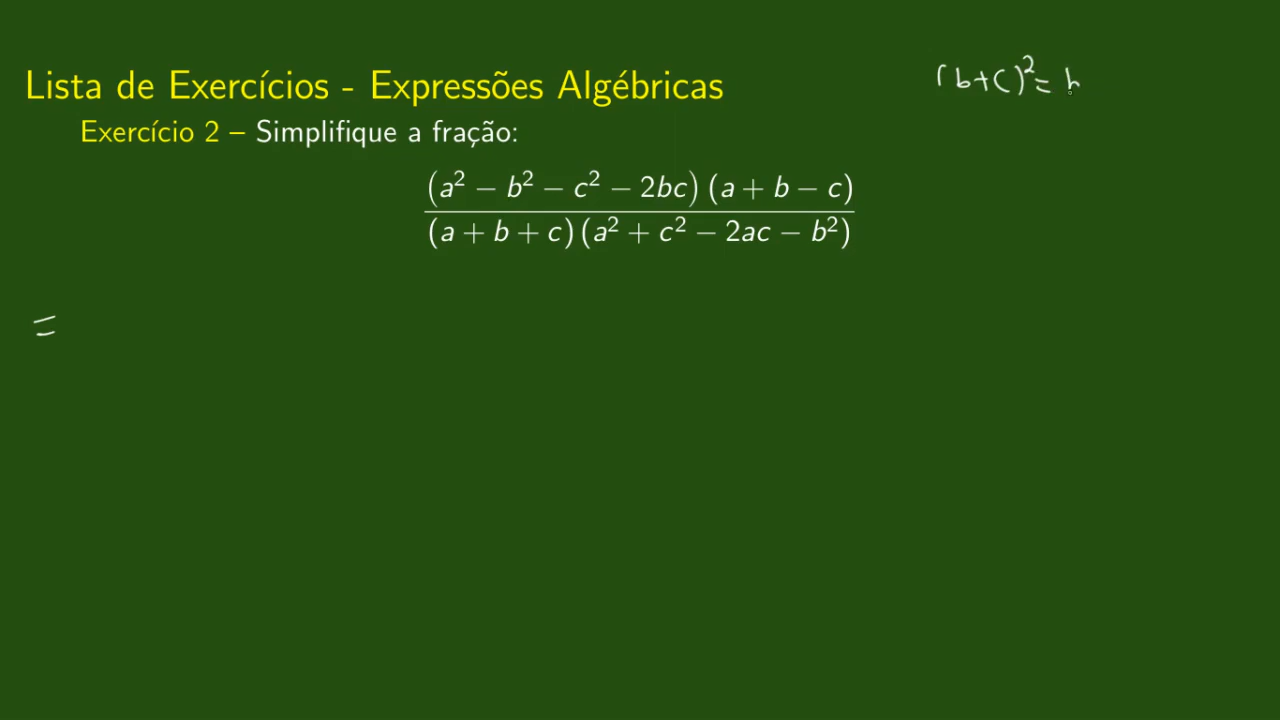 Lista de Exercícios - Expressões Algébricas
(b+c)²= b
Exercício 2 – Simplifique a fração:
(a² − b² − c² − 2bc) (a + b − c)
(a + b + c)(a² + c² − 2ac − b²)
=